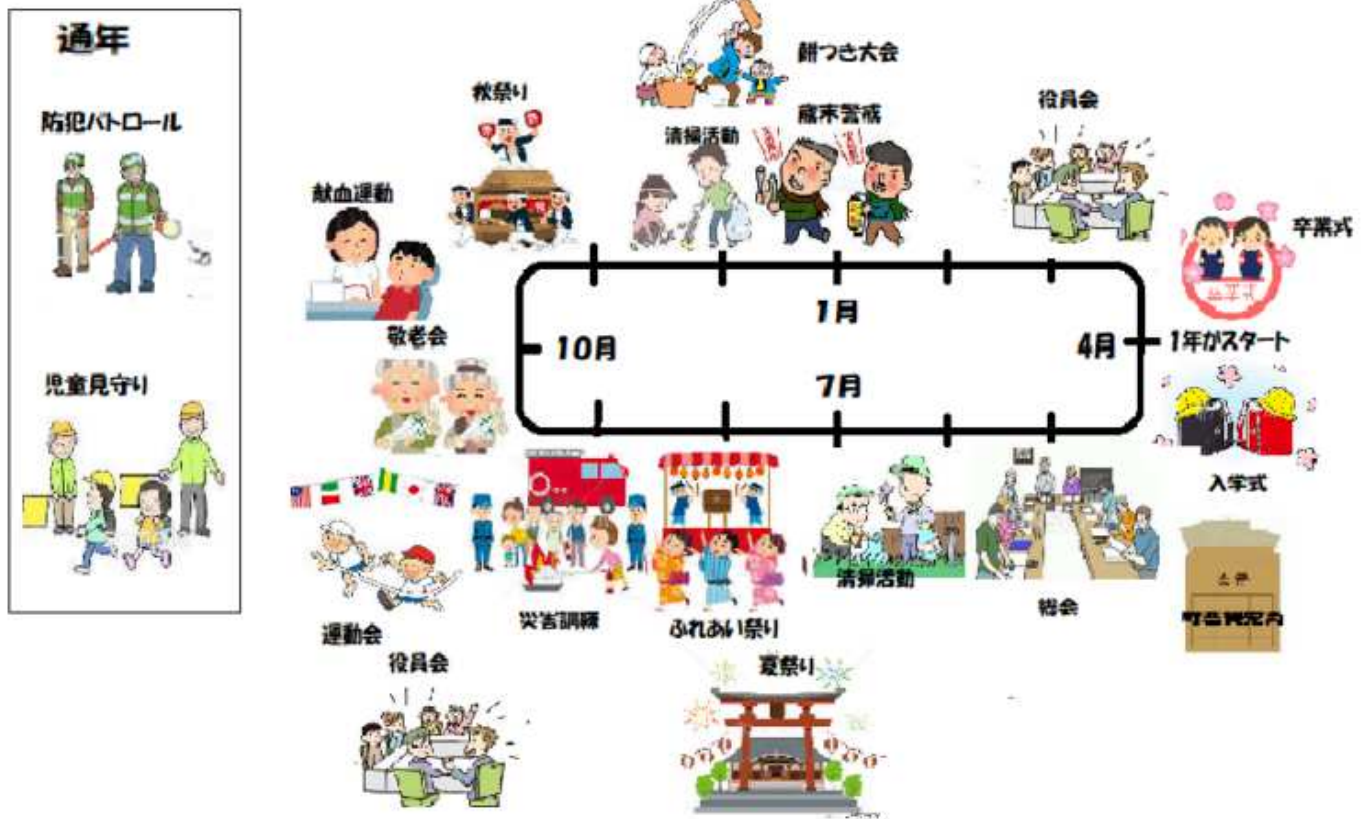 通年
防犯パトロール
児童見守り
餅つき大会
秋祭り
歳末警戒
役員会
清掃活動
献血運動
卒業式
1月
敬老会
10月
4月
1年がスタート
7月
入学式
清掃活動
総会
災害訓練
ふれあい祭り
運動会
役員会
夏祭り